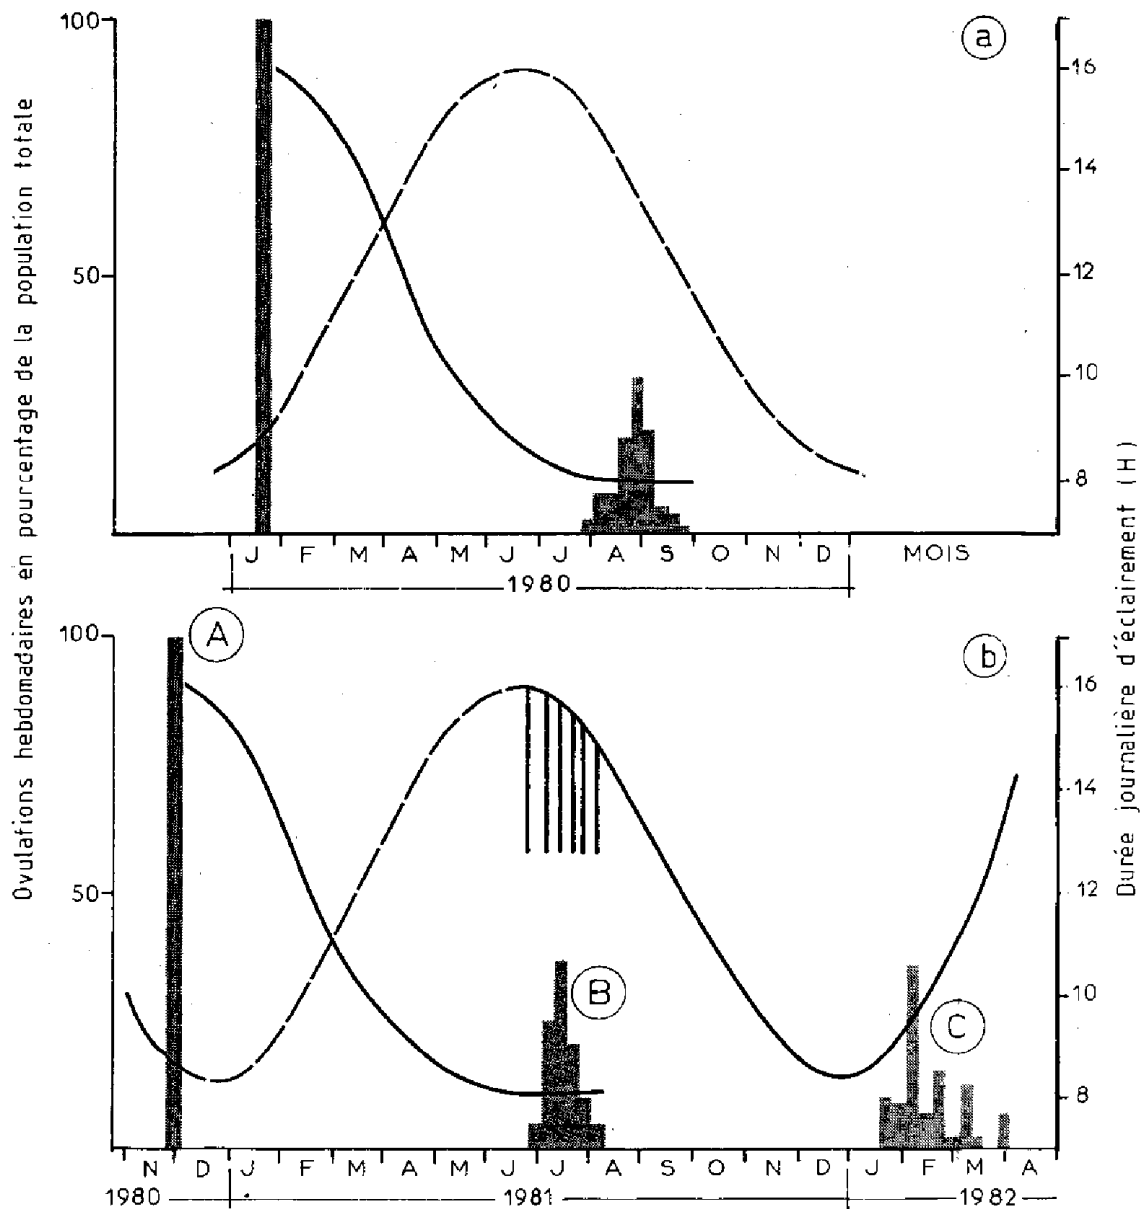 Ovulations hebdomadaires en pourcentage de la population totale
Durée journalière d'éclairement (H)
100
50
a
16
14
12
10
8
J F M A M J J A S O N D MOIS
1980
100
50
A
B
C
b
16
14
12
10
8
N D J F M A M J J A S O N D J F M A
1980 1981 1982